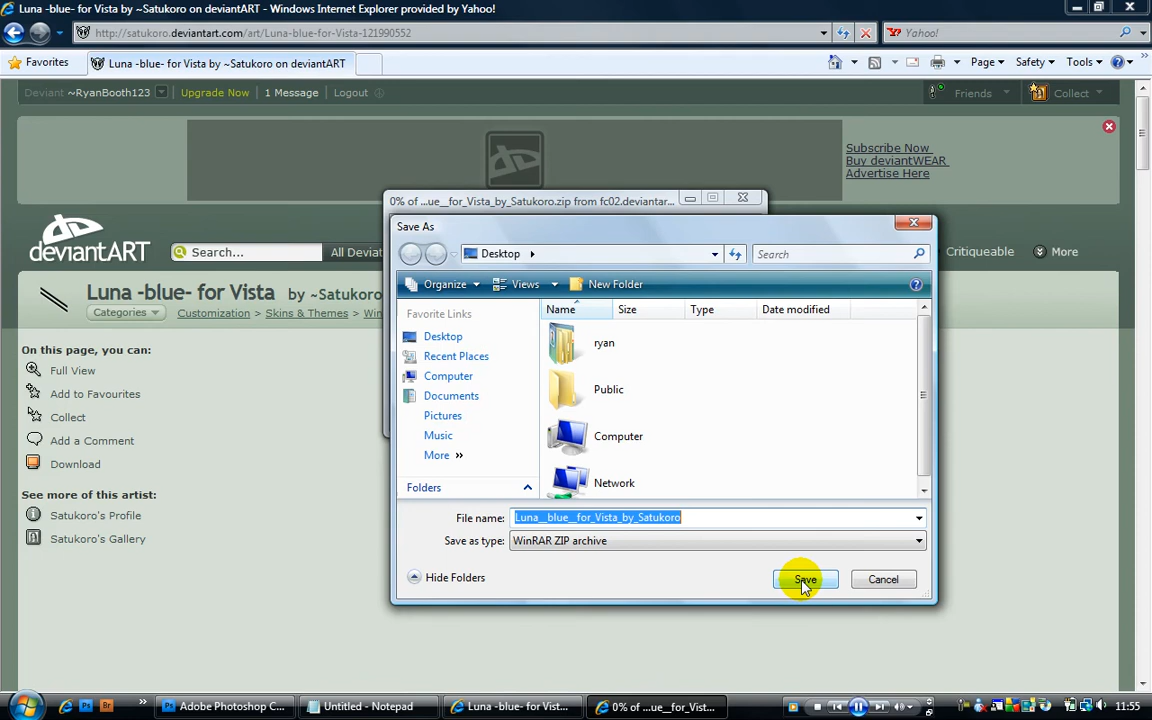 Luna -blue- for Vista by ~Satukoro on deviantART - Windows Internet Explorer provided by Yahoo!
http://satukoro.deviantart.com/art/Luna-blue-for-Vista-121990552
Yahoo!
Favorites
Luna -blue- for Vista by ~Satukoro on deviantART
Page
Safety
Tools
Deviant ~RyanBooth123
Upgrade Now
1 Message
Logout
Friends
Collect
Subscribe Now
Buy deviantWEAR
Advertise Here
deviantART
Search...
All Deviat
Critiqueable
More
Luna -blue- for Vista by ~Satukoro
Categories
Customization > Skins & Themes > Win
On this page, you can:
Full View
Add to Favourites
Collect
Add a Comment
Download
See more of this artist:
Satukoro's Profile
Satukoro's Gallery
0% of ...ue__for_Vista_by_Satukoro.zip from fc02.deviantar...
Save As
Desktop
Search
Organize
Views
New Folder
Favorite Links
Desktop
Recent Places
Computer
Documents
Pictures
Music
More »
Folders
Name
Size
Type
Date modified
ryan
Public
Computer
Network
File name:
Luna__blue__for_Vista_by_Satukoro
Save as type:
WinRAR ZIP archive
Hide Folders
Save
Cancel
Adobe Photoshop C...
Untitled - Notepad
Luna -blue- for Vist...
0% of ...ue__for_Vist...
11:55